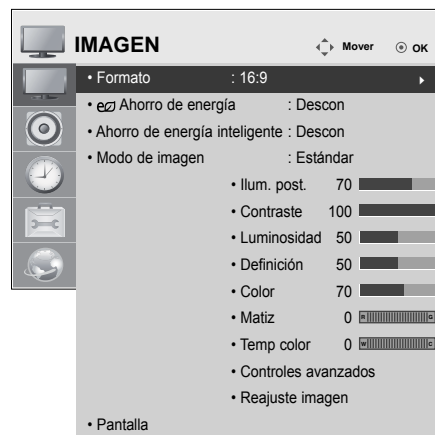 IMAGEN Mover OK
• Formato : 16:9
• Ahorro de energía : Descon
• Ahorro de energía inteligente : Descon
• Modo de imagen : Estándar
• Ilum. post. 70
• Contraste 100
• Luminosidad 50
• Definición 50
• Color 70
• Matiz 0 R G
• Temp color 0 W C
• Controles avanzados
• Reajuste imagen
• Pantalla